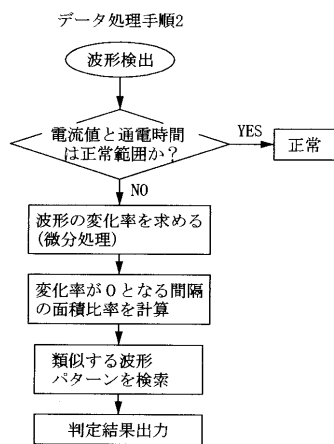 データ処理手順2
波形検出
電流値と通電時間
は正常範囲か？
YES
正常
NO
波形の変化率を求める
(微分処理)
変化率が0となる間隔
の面積比率を計算
類似する波形
パターンを検索
判定結果出力